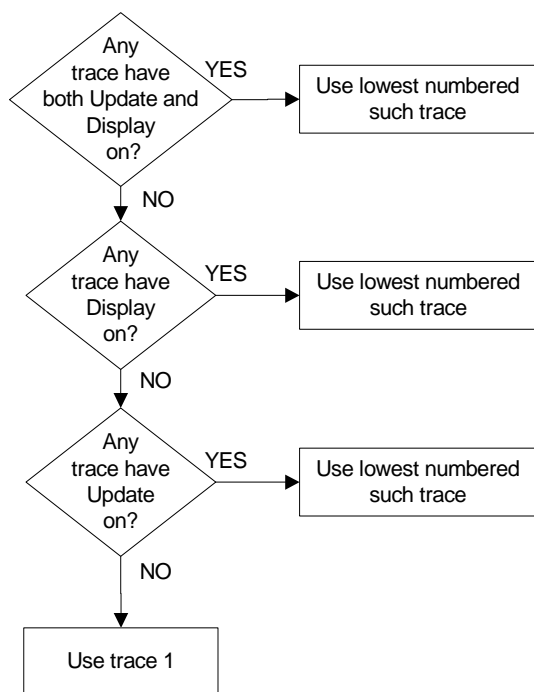 Any
trace have
both Update and
Display
on?
YES
Use lowest numbered
such trace
NO
Any
trace have
Display
on?
YES
Use lowest numbered
such trace
NO
Any
trace have
Update
on?
YES
Use lowest numbered
such trace
NO
Use trace 1